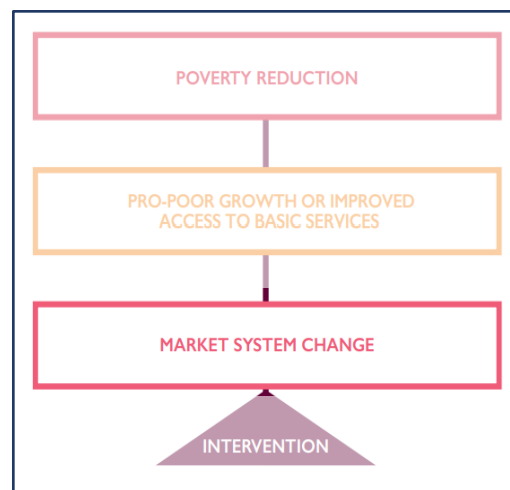 POVERTY REDUCTION
PRO-POOR GROWTH OR IMPROVED
ACCESS TO BASIC SERVICES
MARKET SYSTEM CHANGE
INTERVENTION